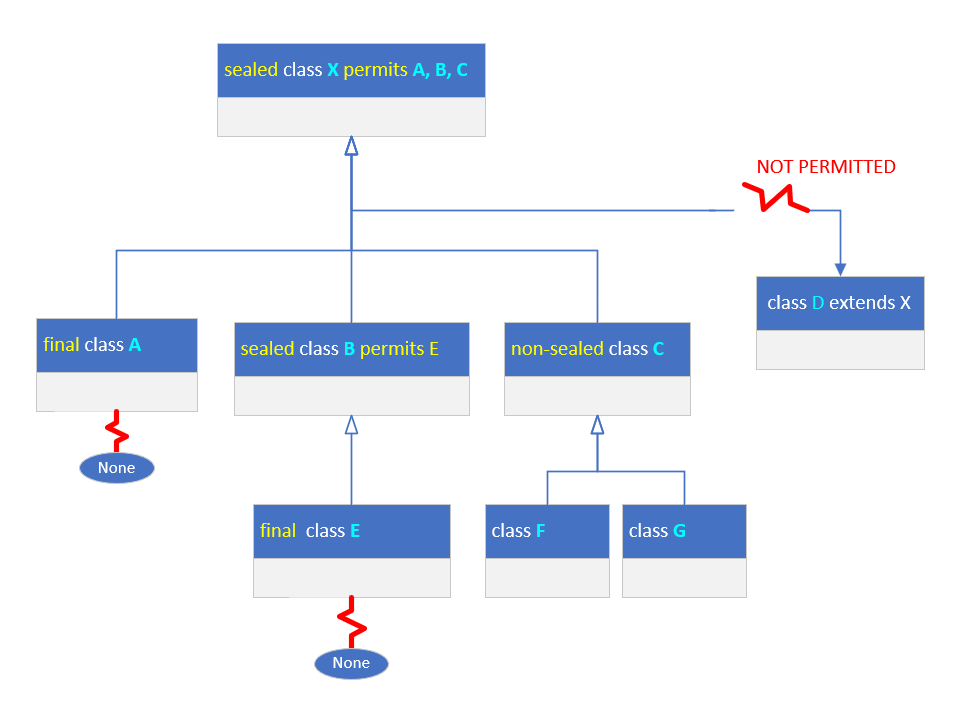 sealed class X permits A, B, C
NOT PERMITTED
class D extends X
final class A
sealed class B permits E
non-sealed class C
None
final class E
class F
class G
None